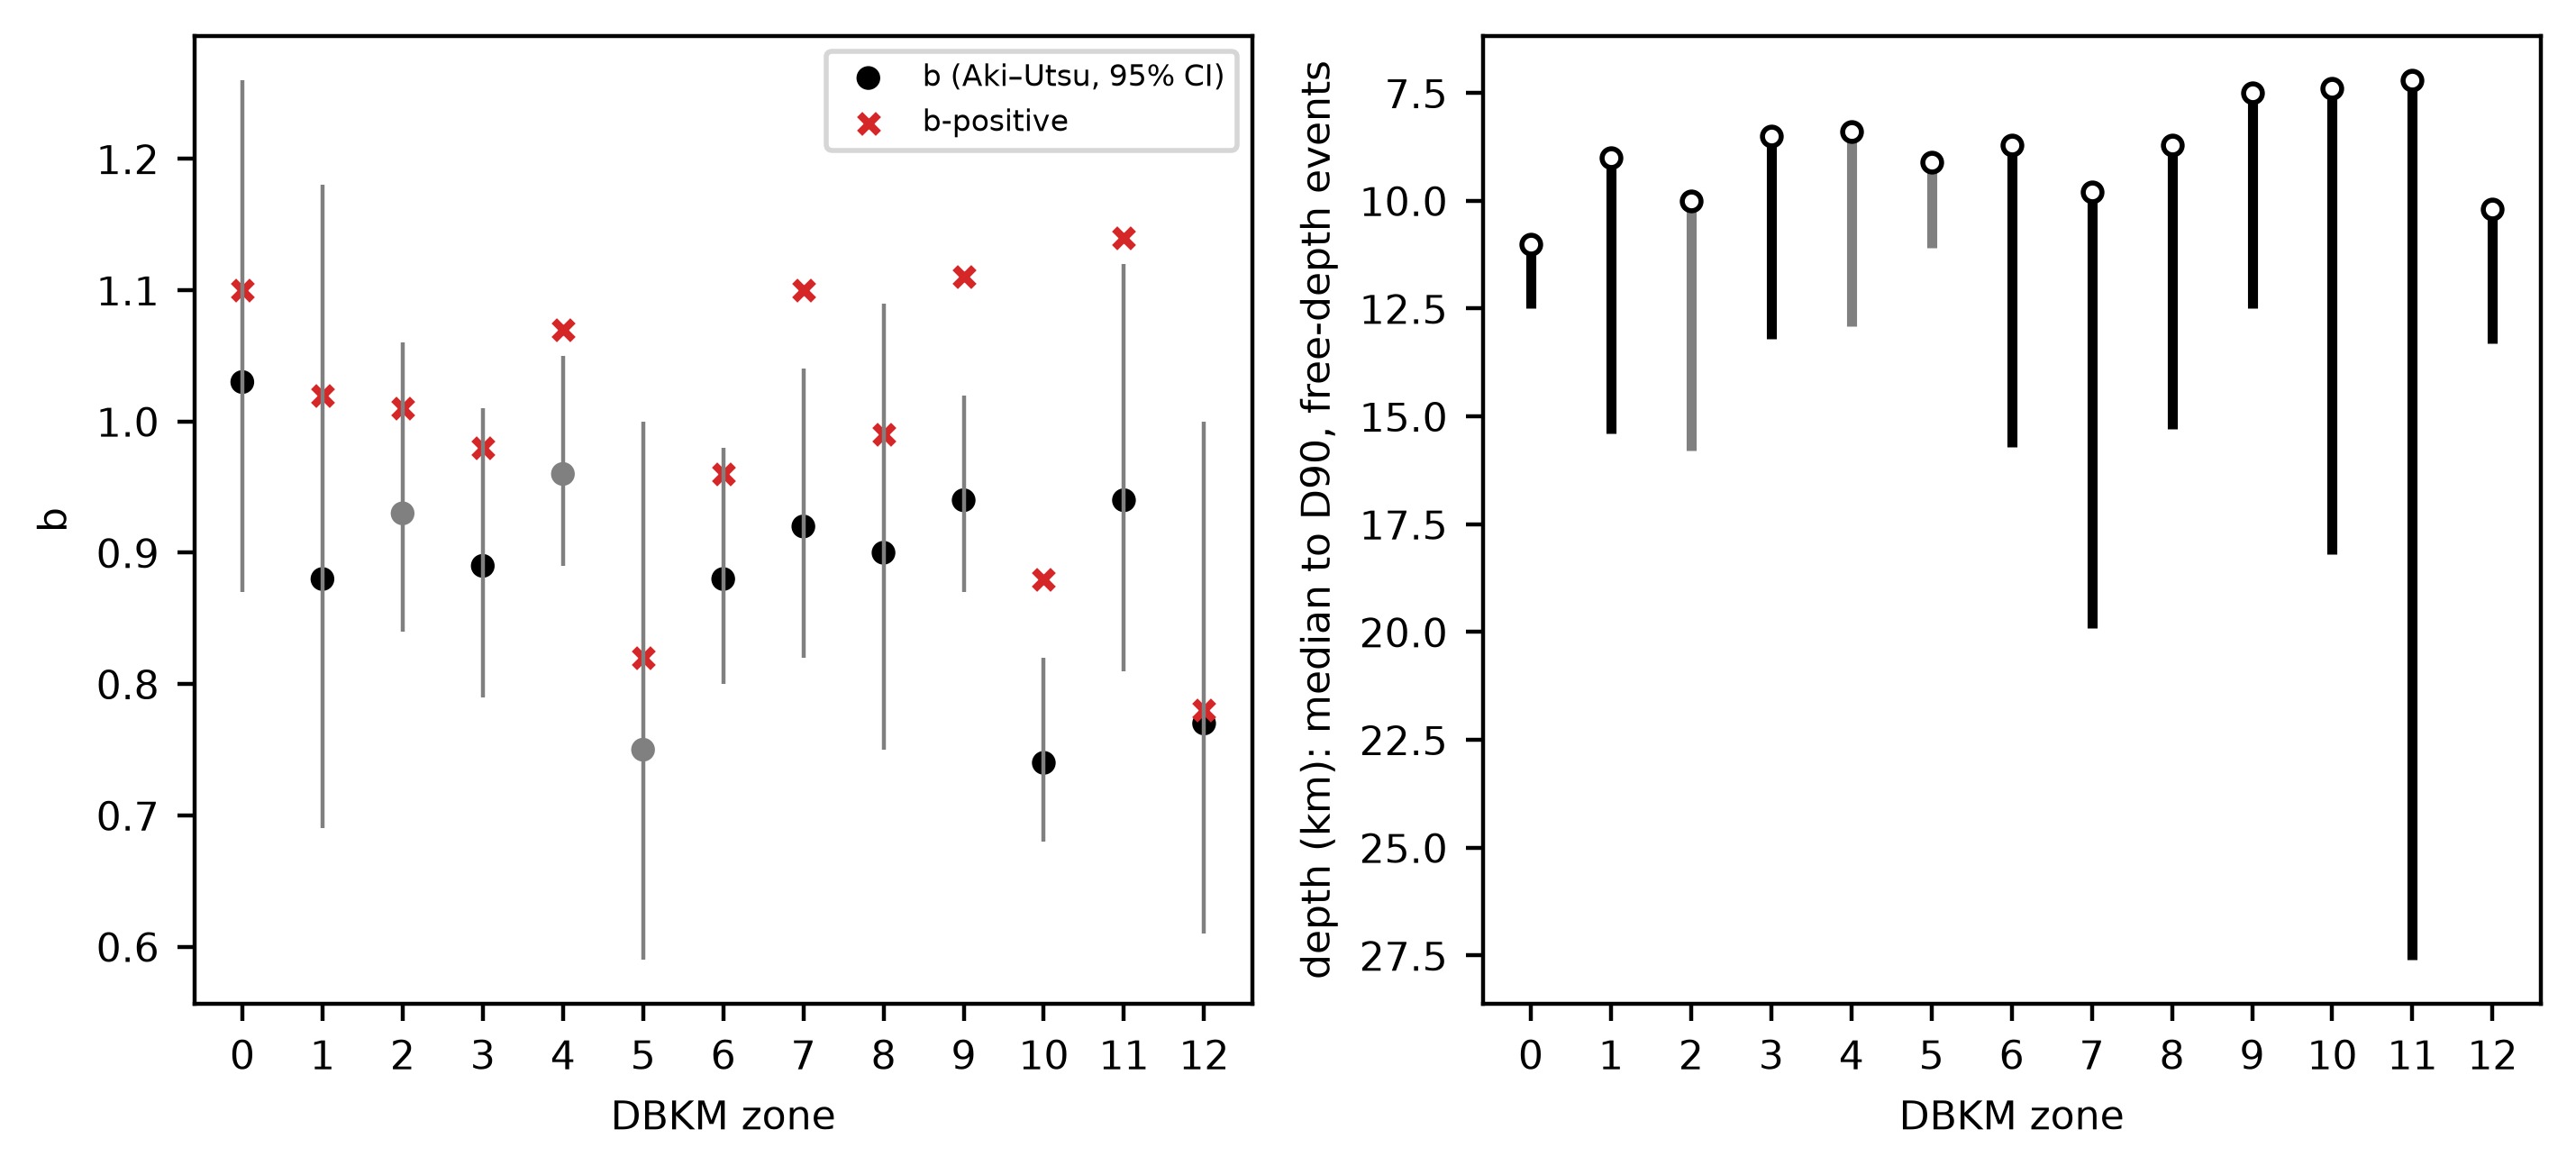 b (Aki–Utsu, 95% CI)
b-positive
1.2
1.1
1.0
0.9
0.8
0.7
0.6
b
0 1 2 3 4 5 6 7 8 9 10 11 12
DBKM zone
depth (km): median to D90, free-depth events
7.5
10.0
12.5
15.0
17.5
20.0
22.5
25.0
27.5
0 1 2 3 4 5 6 7 8 9 10 11 12
DBKM zone